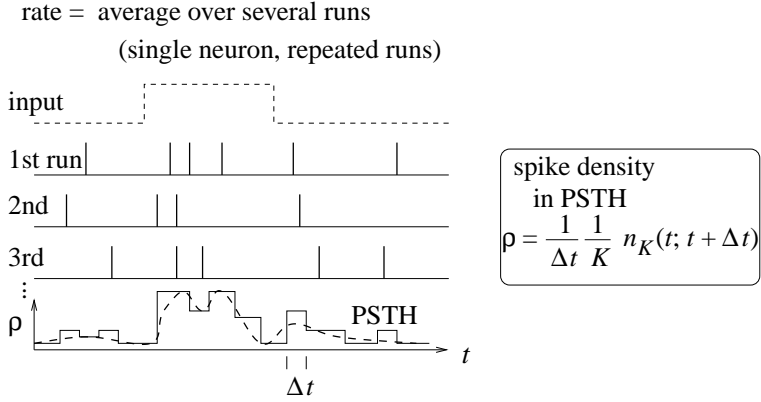 rate = average over several runs
(single neuron, repeated runs)
input
1st run
2nd
3rd
...
ρ
PSTH
t
Δt
spike density
in PSTH
ρ = 1/Δt 1/K n_K(t; t + Δt)